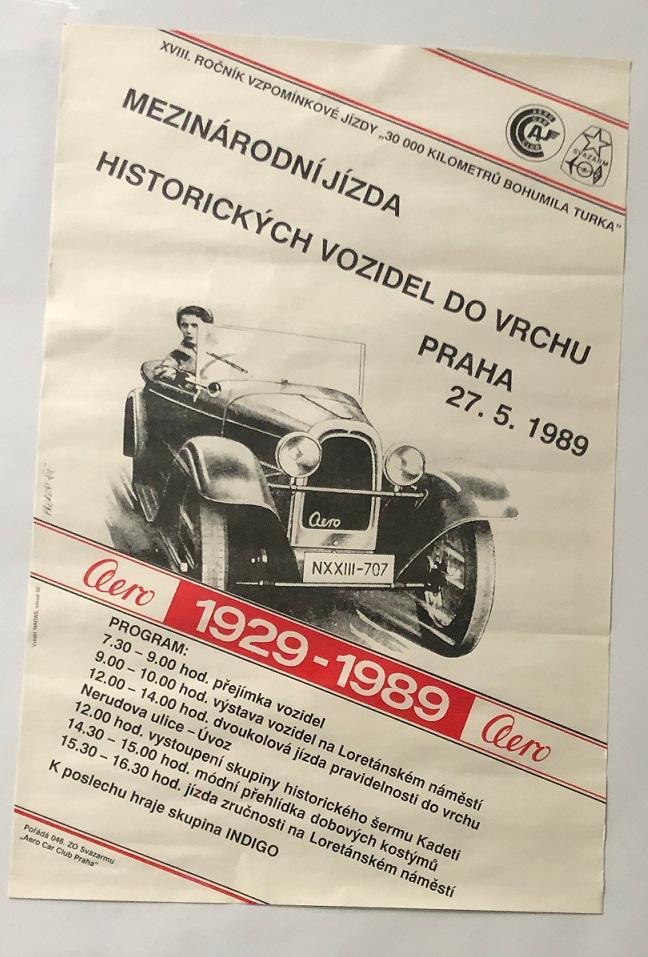 XVIII. ROČNÍK VZPOMÍNKOVÉ JÍZDY „30 000 KILOMETRŮ BOHUMILA TURKA"
AERO
CAR
CLUB
SVAZARM
MEZINÁRODNÍ JÍZDA
HISTORICKÝCH VOZIDEL DO VRCHU
PRAHA
27. 5. 1989
Aero
NXXIII-707
Aero 1929-1989 Aero
PROGRAM:
7.30 – 9.00 hod. přejímka vozidel
9.00 – 10.00 hod. výstava vozidel na Loretánském náměstí
12.00 – 14.00 hod. dvoukolová jízda pravidelnosti do vrchu
Nerudova ulice – Úvoz
12.00 hod. vystoupení skupiny historického šermu Kadeti
14.30 – 15.00 hod. módní přehlídka dobových kostýmů
15.30 – 16.30 hod. jízda zručnosti na Loretánském náměstí
K poslechu hraje skupina INDIGO
Pořádá 046. ZO Svazarmu
„Aero Car Club Praha"